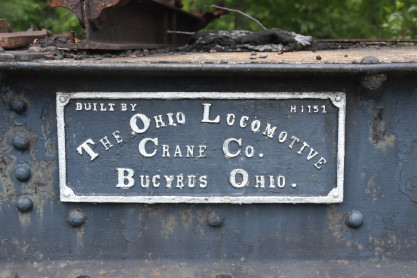 BUILT BY H1151
THE OHIO LOCOMOTIVE
CRANE CO.
BUCYRUS OHIO.